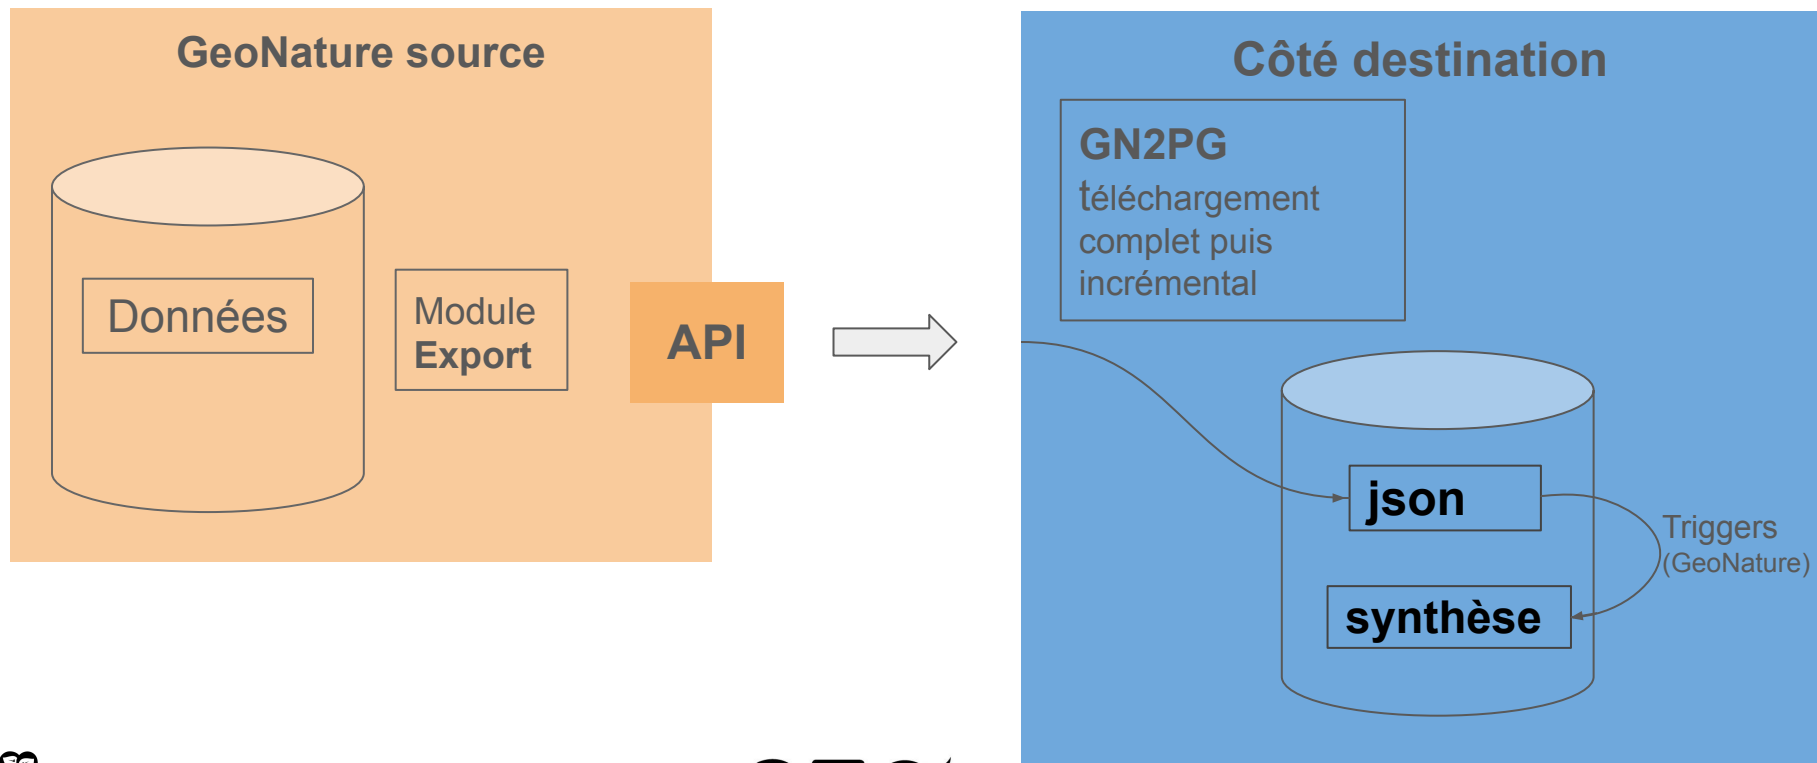 GeoNature source
Données
Module
Export
API
Côté destination
GN2PG
téléchargement
complet puis
incrémental
json
Triggers
(GeoNature)
synthèse